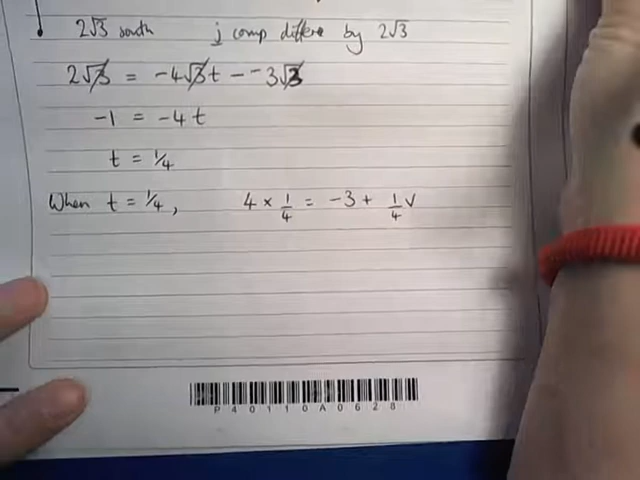 2√3 south j comp differ by 2√3
2√3 = -4√3t - -3√3
-1 = -4t
t = 1/4
When t = 1/4, 4 × 1/4 = -3 + 1/4 v
P40110A0628